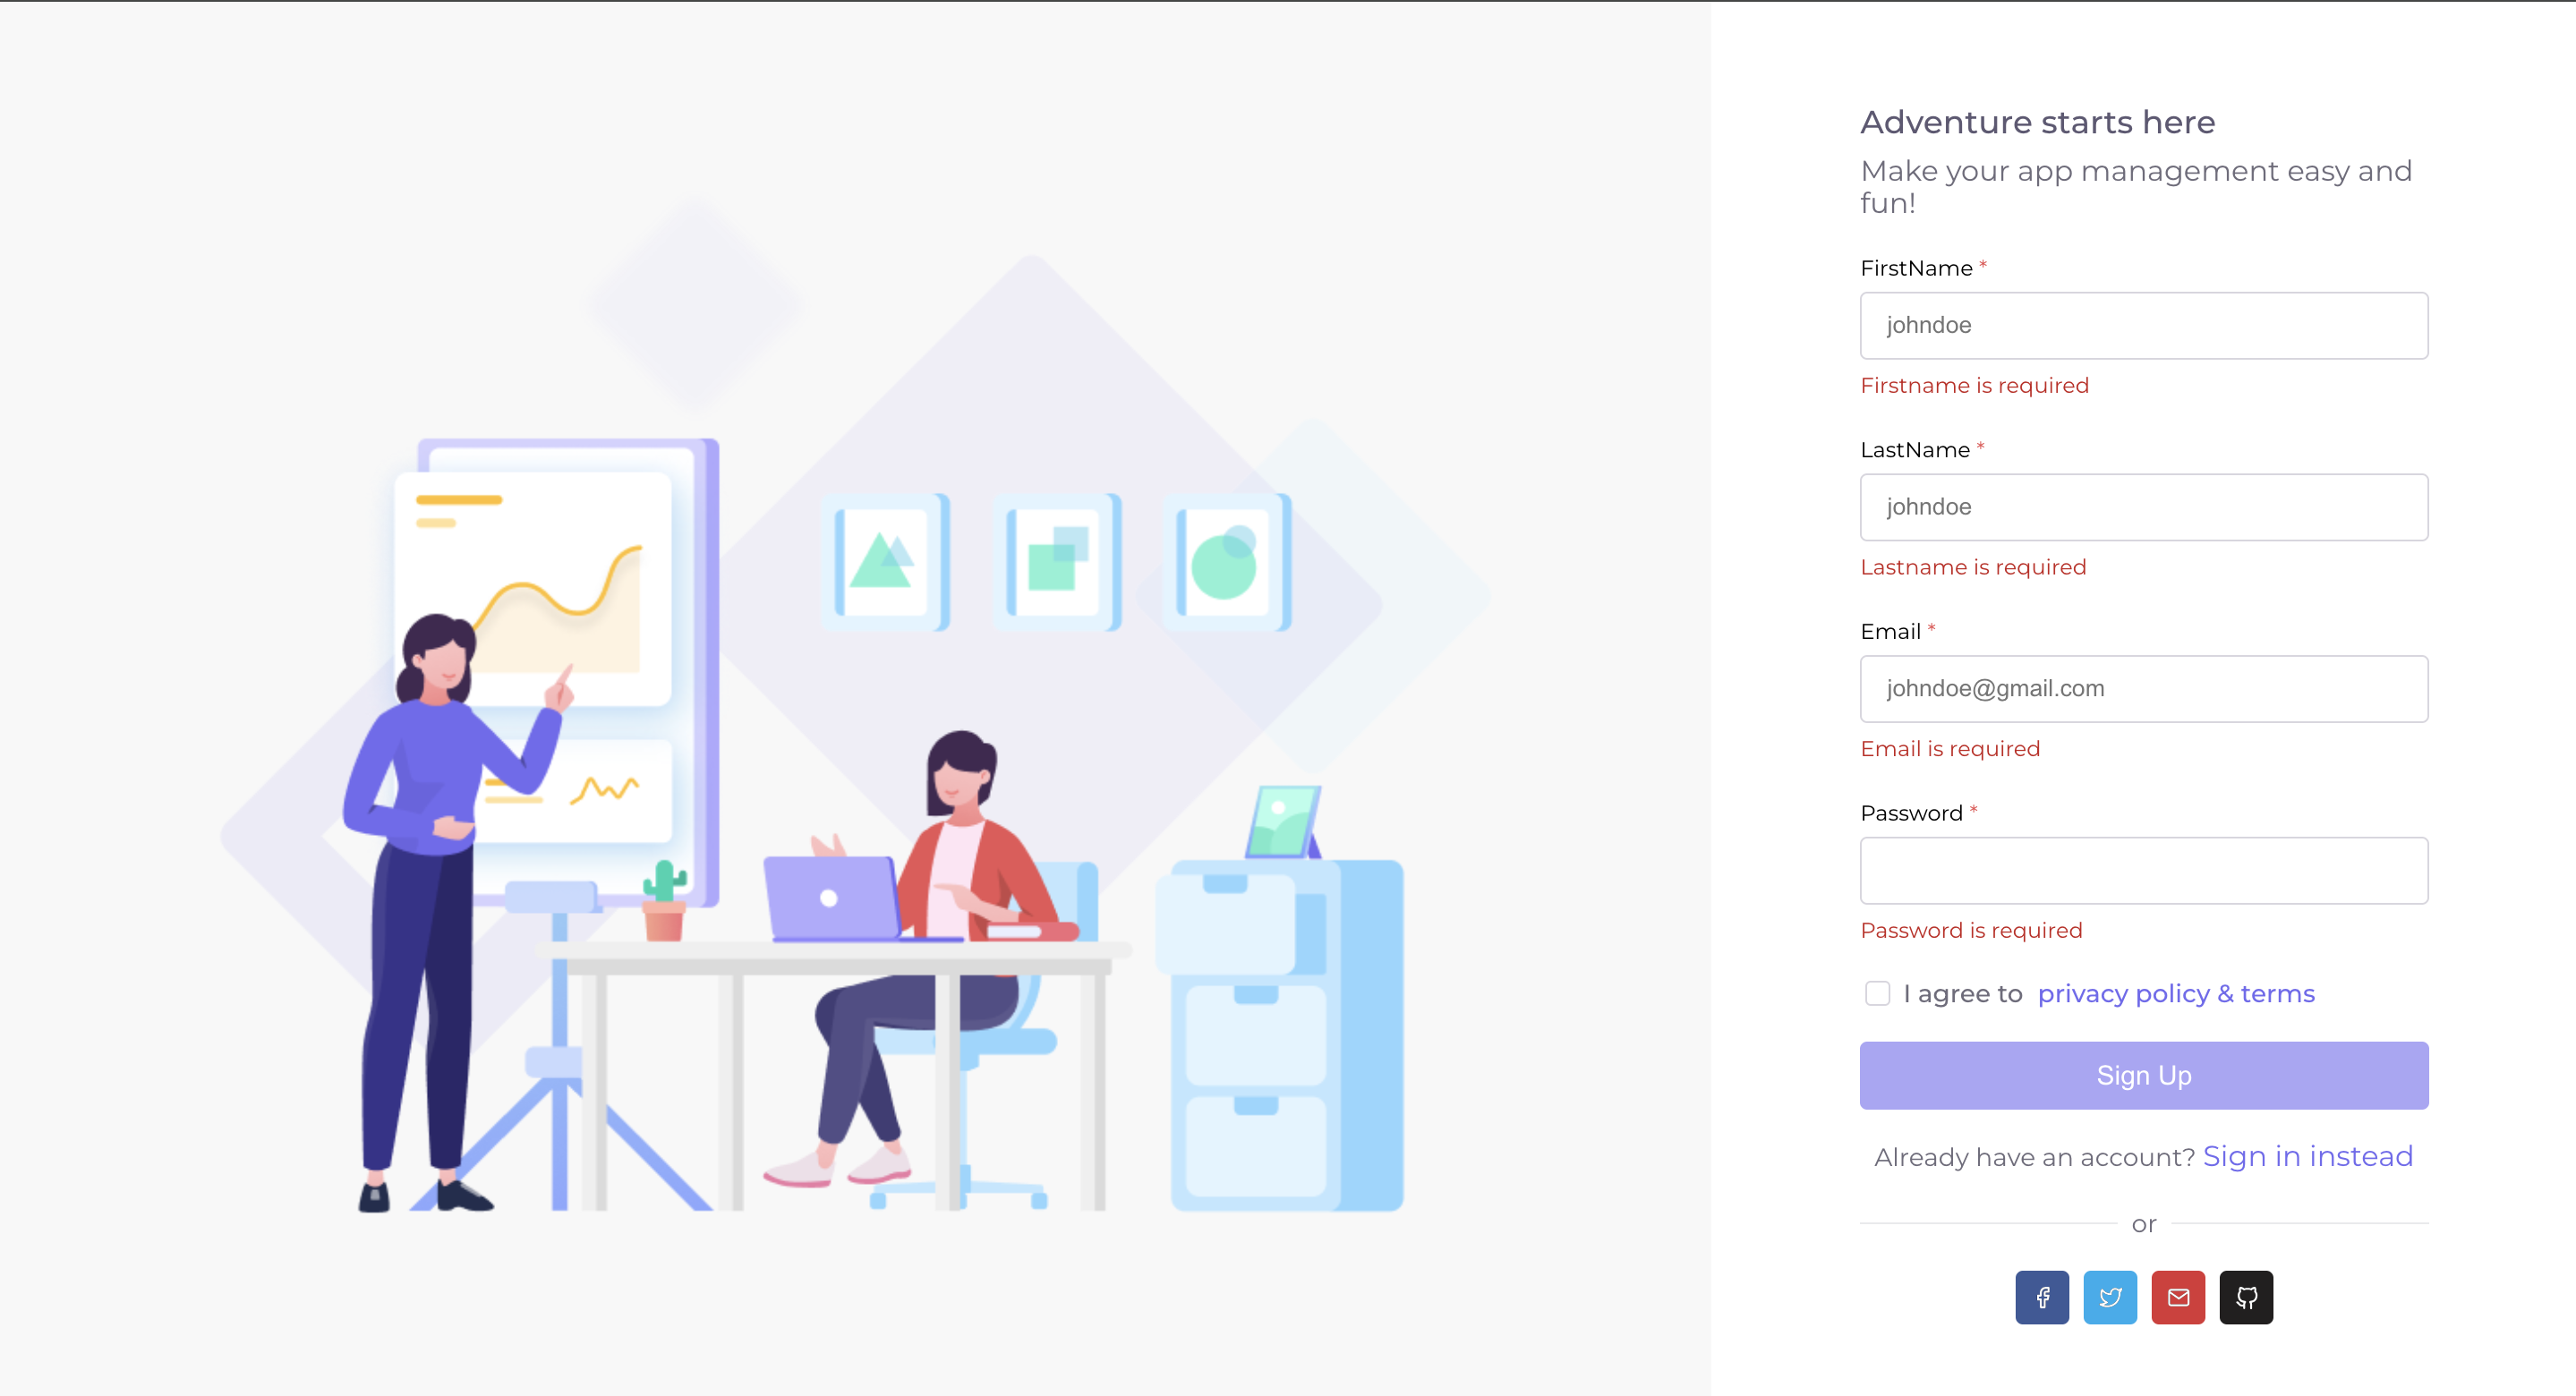 Adventure starts here
Make your app management easy and
fun!
FirstName *
johndoe
Firstname is required
LastName *
johndoe
Lastname is required
Email *
johndoe@gmail.com
Email is required
Password *
Password is required
I agree to privacy policy & terms
Sign Up
Already have an account? Sign in instead
or